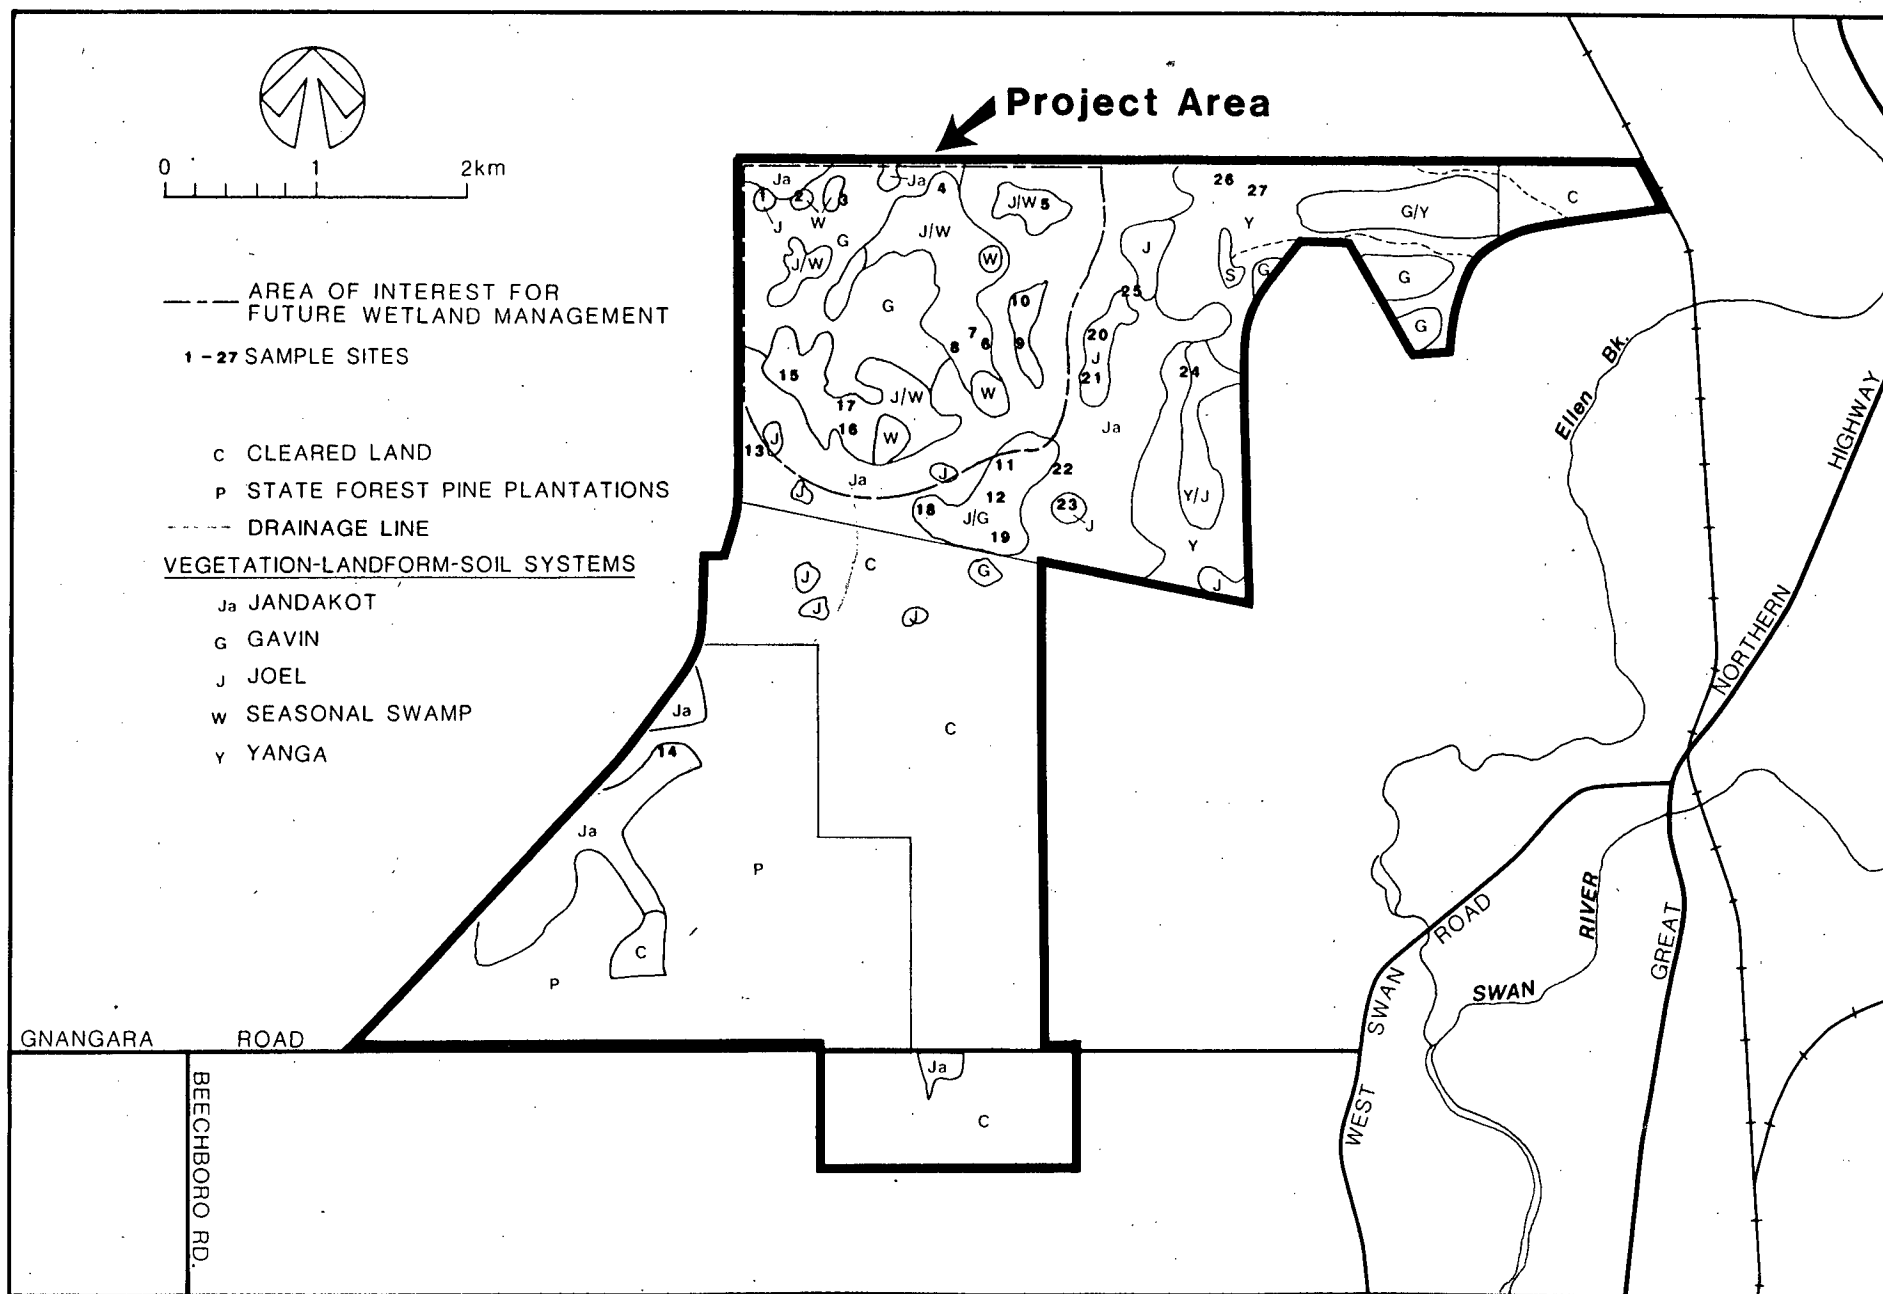 Project Area
0 1 2km
AREA OF INTEREST FOR
FUTURE WETLAND MANAGEMENT
1-27 SAMPLE SITES
C CLEARED LAND
P STATE FOREST PINE PLANTATIONS
DRAINAGE LINE
VEGETATION-LANDFORM-SOIL SYSTEMS
Ja JANDAKOT
G GAVIN
J JOEL
W SEASONAL SWAMP
Y YANGA
Ja
1
2
3
J
W
G
J/W
Ja
4
J/W
J/W 5
W
G
10
7
8
6
9
W
15
17
J/W
16
W
13
J
J
Ja
J
11
12
18
J/G
19
22
23
J
26
27
Y
G/Y
C
J
S
G
G
G
25
20
J
21
24
Ja
Y/J
Y
J
C
J
J
J
G
Ja
14
C
Ja
P
C
P
Ja
C
GNANGARA ROAD
BEECHBORO RD.
Ellen Bk.
GREAT NORTHERN HIGHWAY
WEST SWAN ROAD
SWAN RIVER